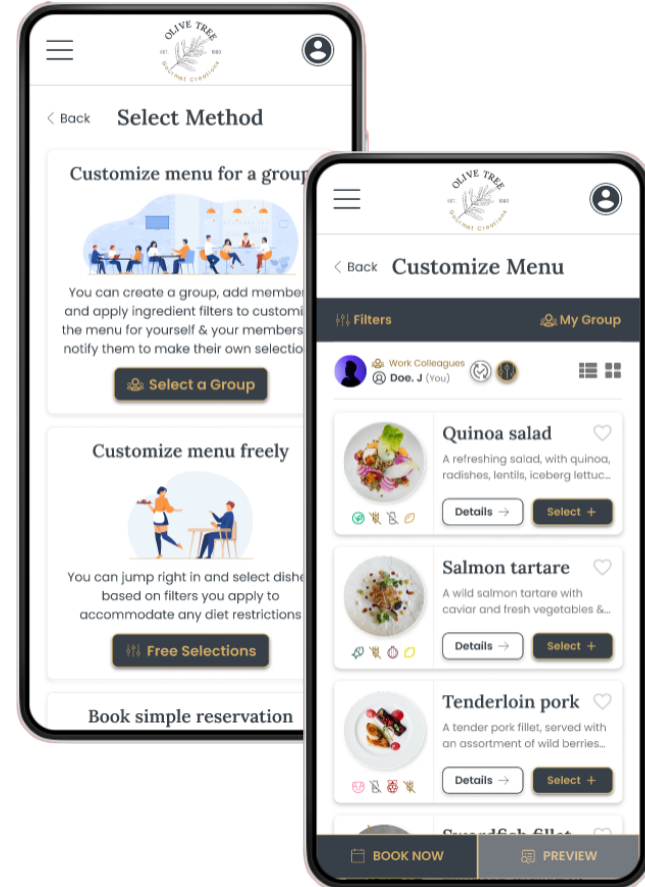 OLIVE TREE
EST. 1980
Gourmet Creations
Back Select Method
Customize menu for a group
You can create a group, add member
and apply ingredient filters to customi
the menu for yourself & your members
notify them to make their own selectio
Select a Group
Customize menu freely
You can jump right in and select dishe
based on filters you apply to
accommodate any diet restrictions
Free Selections
Book simple reservation
OLIVE TREE
EST. 1980
Gourmet Creations
Back Customize Menu
Filters My Group
Work Colleagues
Doe. J (You)
Quinoa salad
A refreshing salad, with quinoa,
radishes, lentils, iceberg lettuc...
Details → Select +
Salmon tartare
A wild salmon tartare with
caviar and fresh vegetables &...
Details → Select +
Tenderloin pork
A tender pork fillet, served with
an assortment of wild berries...
Details → Select +
Swordfish fillet
BOOK NOW PREVIEW